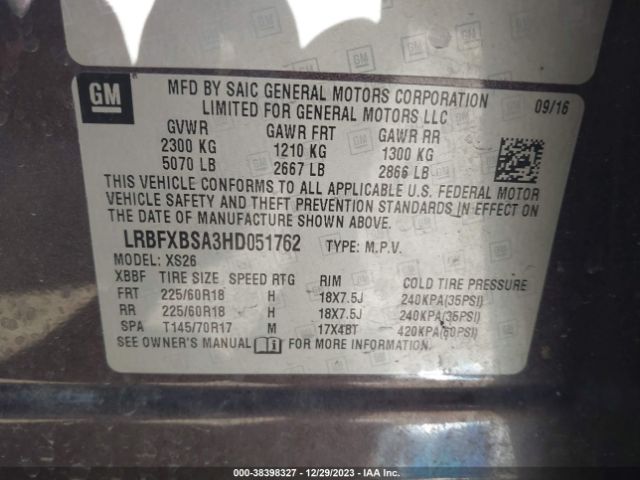 GM
MFD BY SAIC GENERAL MOTORS CORPORATION
LIMITED FOR GENERAL MOTORS LLC
09/16
GVWR GAWR FRT GAWR RR
2300 KG 1210 KG 1300 KG
5070 LB 2667 LB 2866 LB
THIS VEHICLE CONFORMS TO ALL APPLICABLE U.S. FEDERAL MOTOR
VEHICLE SAFETY AND THEFT PREVENTION STANDARDS IN EFFECT ON
THE DATE OF MANUFACTURE SHOWN ABOVE.
LRBFXBSA3HD051762 TYPE: M.P.V.
MODEL: XS26
XBBF TIRE SIZE SPEED RTG RIM COLD TIRE PRESSURE
FRT 225/60R18 H 18X7.5J 240KPA(35PSI)
RR 225/60R18 H 18X7.5J 240KPA(35PSI)
SPA T145/70R17 M 17X4BT 420KPA(60PSI)
SEE OWNER'S MANUAL i FOR MORE INFORMATION.
000-38398327 • 12/29/2023 • IAA Inc.